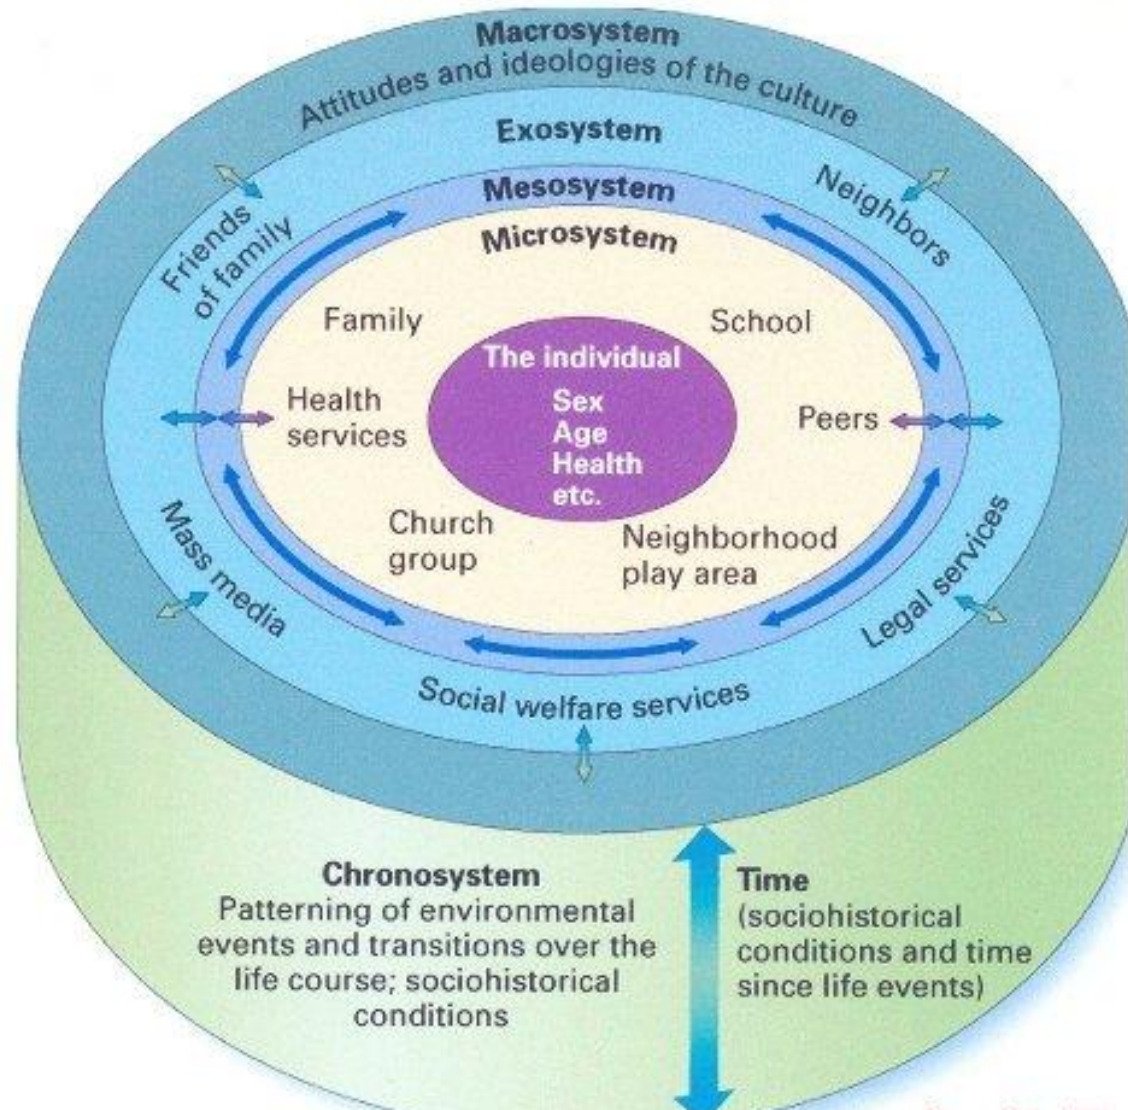 Macrosystem
Attitudes and ideologies of the culture
Exosystem
Mesosystem
Microsystem
Friends
of family
Neighbors
Family
School
The individual
Sex
Age
Health
etc.
Health
services
Peers
Church
group
Neighborhood
play area
Mass media
Legal services
Social welfare services
Chronosystem
Patterning of environmental
events and transitions over the
life course; sociohistorical
conditions
Time
(sociohistorical
conditions and time
since life events)